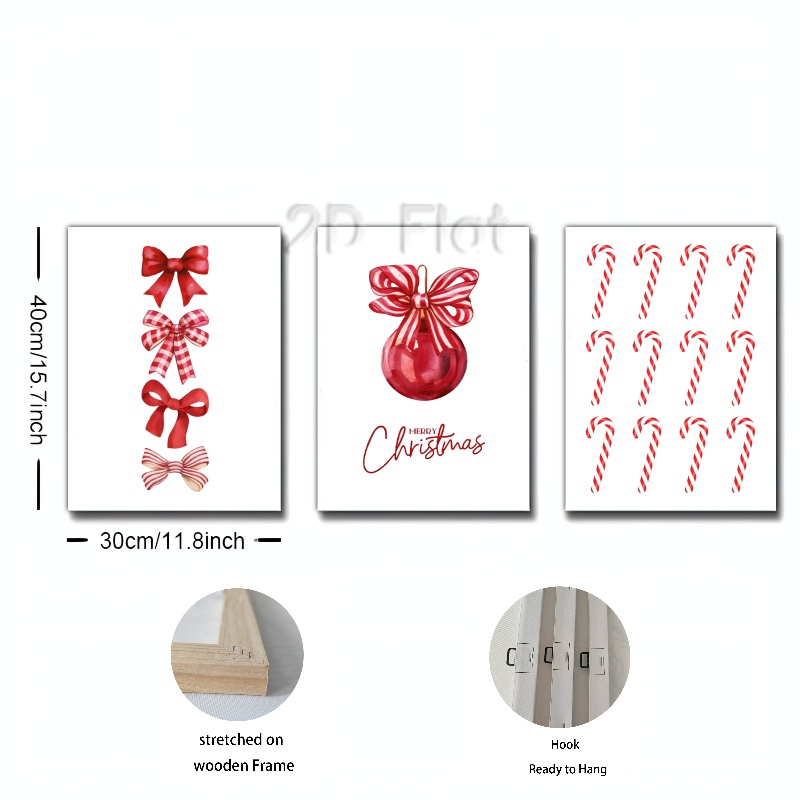 2D Flat
40cm/15.7inch
MERRY
Christmas
30cm/11.8inch
stretched on
wooden Frame
Hook
Ready to Hang